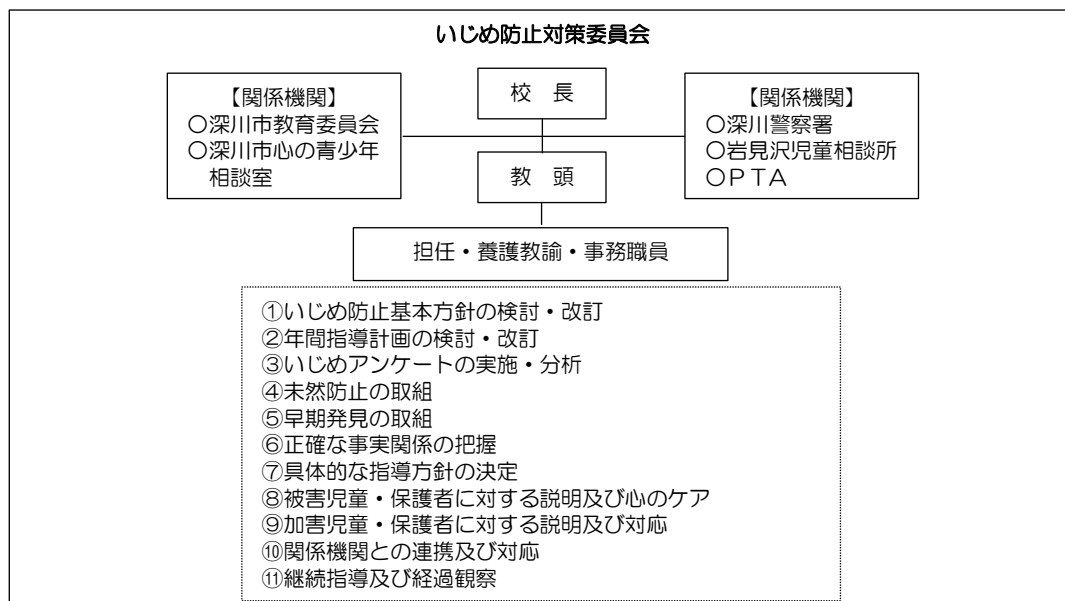 いじめ防止対策委員会
【関係機関】
○深川市教育委員会
○深川市心の青少年
相談室
校 長
教 頭
【関係機関】
○深川警察署
○岩見沢児童相談所
○PTA
担任・養護教諭・事務職員
①いじめ防止基本方針の検討・改訂
②年間指導計画の検討・改訂
③いじめアンケートの実施・分析
④未然防止の取組
⑤早期発見の取組
⑥正確な事実関係の把握
⑦具体的な指導方針の決定
⑧被害児童・保護者に対する説明及び心のケア
⑨加害児童・保護者に対する説明及び対応
⑩関係機関との連携及び対応
⑪継続指導及び経過観察